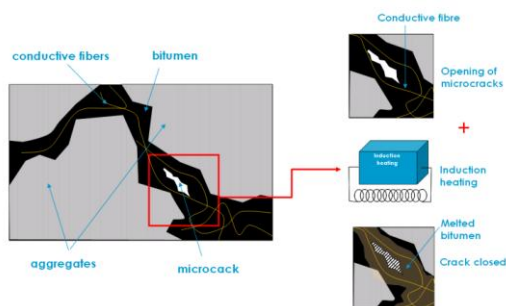 Conductive fibre
conductive fibers
bitumen
Opening of
microcracks
+
Induction
heating
Induction
heating
aggregates
microcack
Melted
bitumen
Crack closed